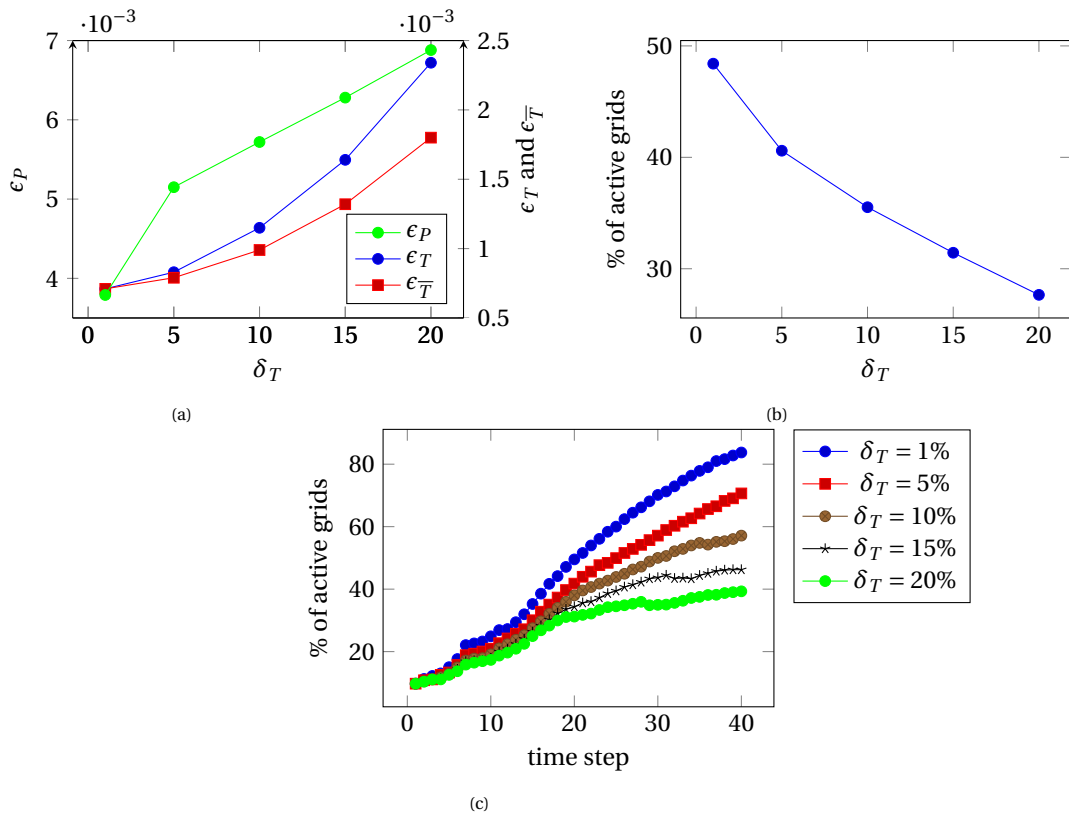 ·10⁻³ ·10⁻³
7
6
5
4
ϵ_P
2.5
2
1.5
1
0.5
ϵ_T and ϵ_T̅
ϵ_P
ϵ_T
ϵ_T̅
0 5 10 15 20
δ_T
(a)
50
40
30
% of active grids
0 5 10 15 20
δ_T
(b)
80
60
40
20
% of active grids
0 10 20 30 40
time step
δ_T = 1%
δ_T = 5%
δ_T = 10%
δ_T = 15%
δ_T = 20%
(c)